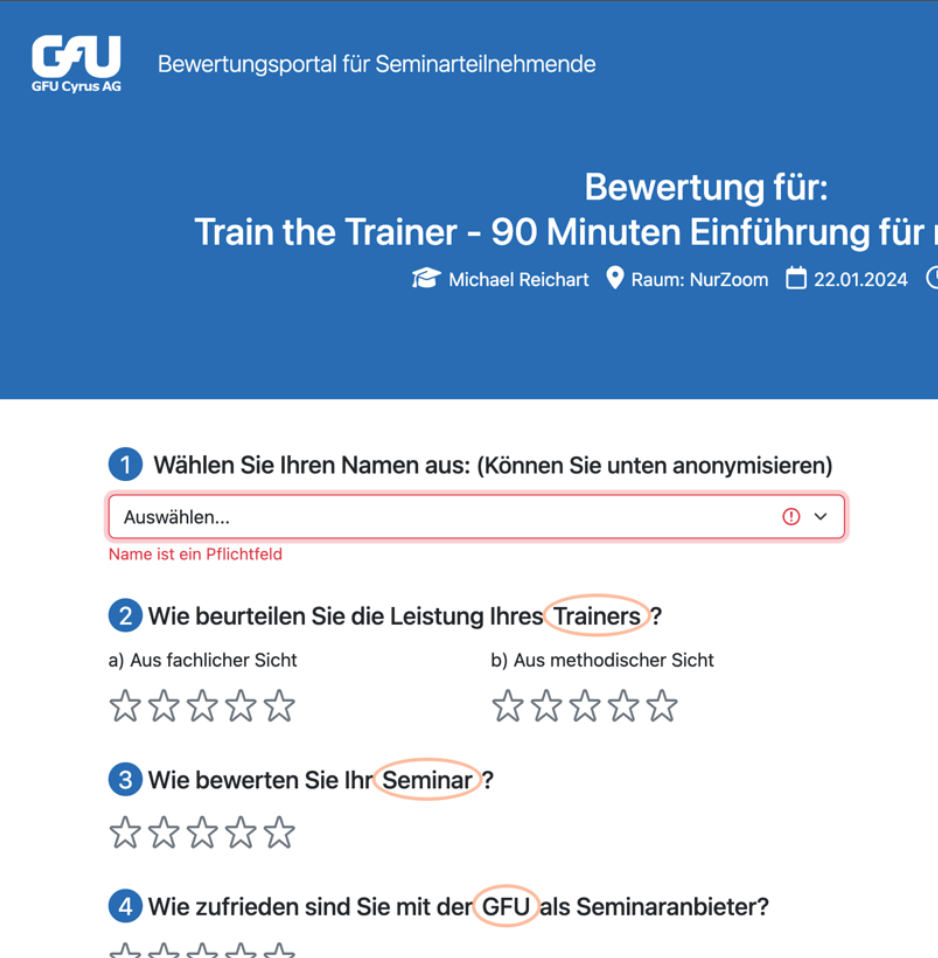 GFU
GFU Cyrus AG
Bewertungsportal für Seminarteilnehmende
Bewertung für:
Train the Trainer - 90 Minuten Einführung für
Michael Reichart Raum: NurZoom 22.01.2024
1 Wählen Sie Ihren Namen aus: (Können Sie unten anonymisieren)
Auswählen...
Name ist ein Pflichtfeld
2 Wie beurteilen Sie die Leistung Ihres Trainers ?
a) Aus fachlicher Sicht b) Aus methodischer Sicht
3 Wie bewerten Sie Ihr Seminar ?
4 Wie zufrieden sind Sie mit der GFU als Seminaranbieter?